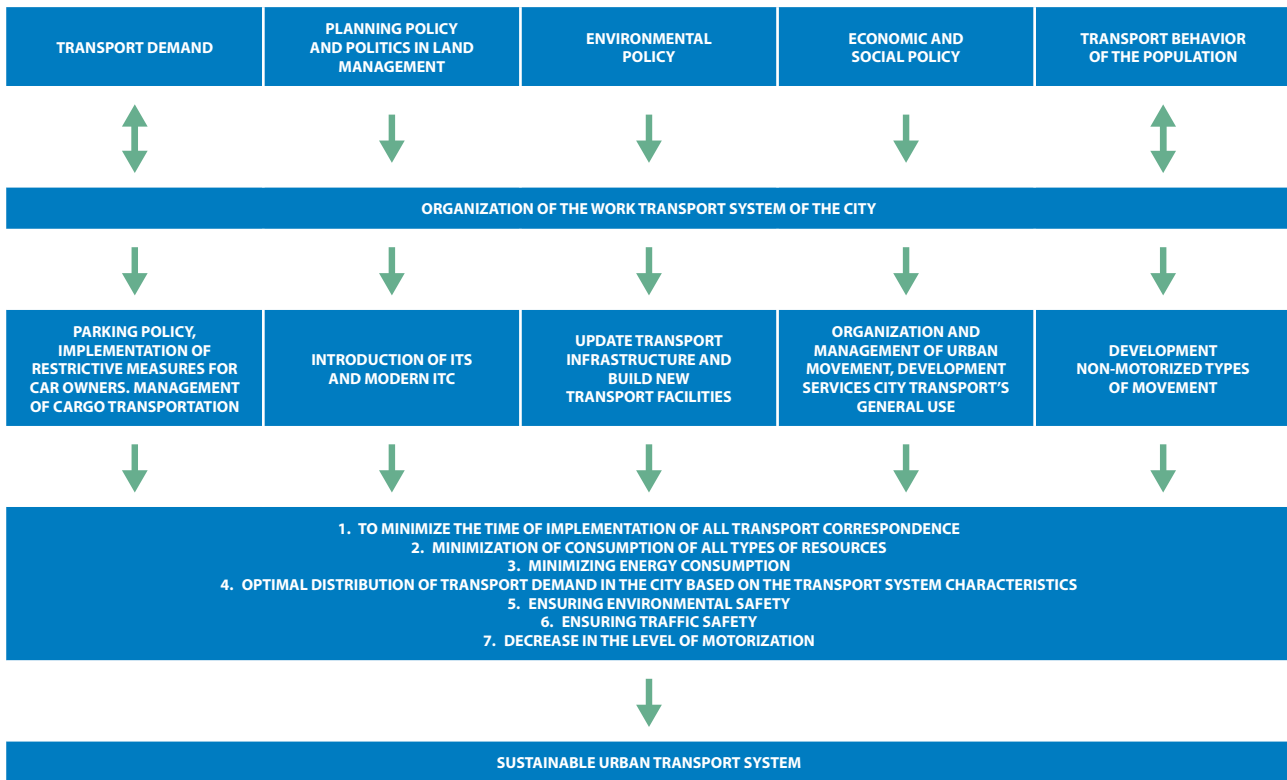 TRANSPORT DEMAND
PLANNING POLICY
AND POLITICS IN LAND
MANAGEMENT
ENVIRONMENTAL
POLICY
ECONOMIC AND
SOCIAL POLICY
TRANSPORT BEHAVIOR
OF THE POPULATION
ORGANIZATION OF THE WORK TRANSPORT SYSTEM OF THE CITY
PARKING POLICY,
IMPLEMENTATION OF
RESTRICTIVE MEASURES FOR
CAR OWNERS. MANAGEMENT
OF CARGO TRANSPORTATION
INTRODUCTION OF ITS
AND MODERN ITC
UPDATE TRANSPORT
INFRASTRUCTURE AND
BUILD NEW
TRANSPORT FACILITIES
ORGANIZATION AND
MANAGEMENT OF URBAN
MOVEMENT, DEVELOPMENT
SERVICES CITY TRANSPORT'S
GENERAL USE
DEVELOPMENT
NON-MOTORIZED TYPES
OF MOVEMENT
1. TO MINIMIZE THE TIME OF IMPLEMENTATION OF ALL TRANSPORT CORRESPONDENCE
2. MINIMIZATION OF CONSUMPTION OF ALL TYPES OF RESOURCES
3. MINIMIZING ENERGY CONSUMPTION
4. OPTIMAL DISTRIBUTION OF TRANSPORT DEMAND IN THE CITY BASED ON THE TRANSPORT SYSTEM CHARACTERISTICS
5. ENSURING ENVIRONMENTAL SAFETY
6. ENSURING TRAFFIC SAFETY
7. DECREASE IN THE LEVEL OF MOTORIZATION
SUSTAINABLE URBAN TRANSPORT SYSTEM